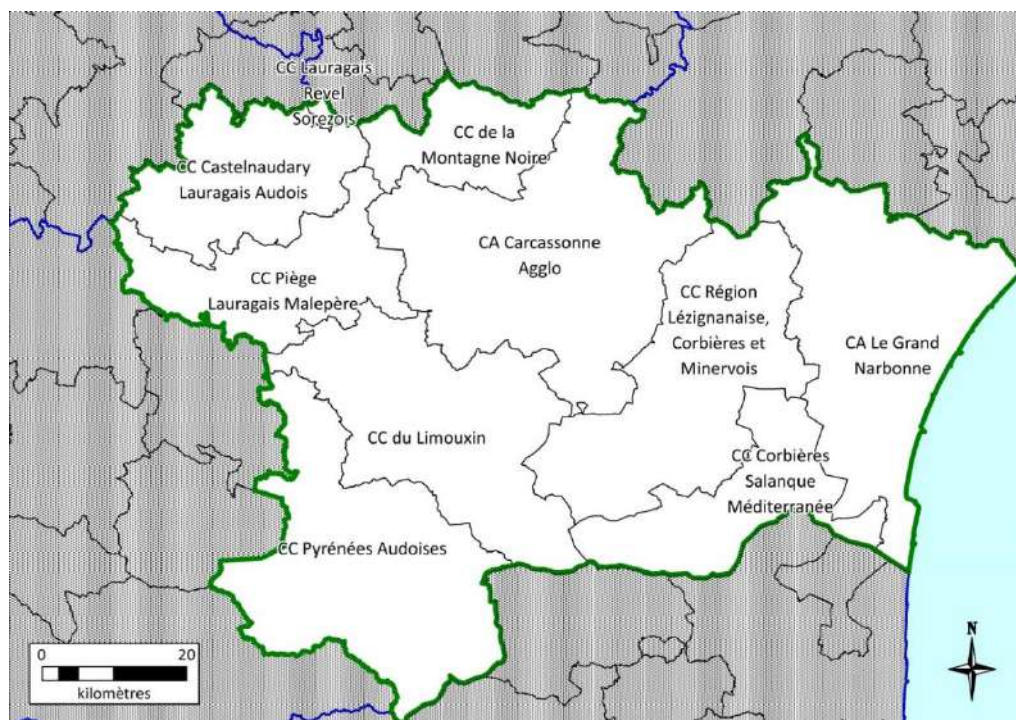 CC Lauragais
Revel
Sorezois
CC de la
Montagne Noire
CC Castelnaudary
Lauragais Audois
CA Carcassonne
Agglo
CC Piège
Lauragais Malepère
CC Région
Lézignanaise,
Corbières et
Minervois
CA Le Grand
Narbonne
CC du Limouxin
CC Corbières
Salanque
Méditerranée
CC Pyrénées Audoises
N
0 20
kilomètres